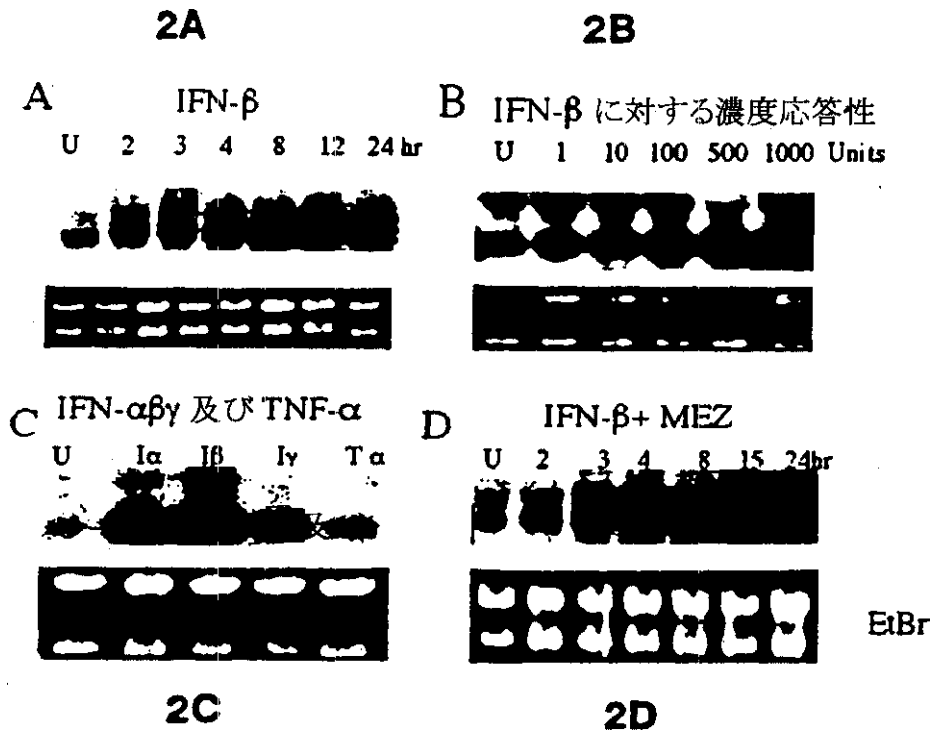 2A
2B
A
IFN-β
U 2 3 4 8 12 24 hr
B
IFN-β に対する濃度応答性
U 1 10 100 500 1000 Units
C
IFN-αβγ 及び TNF-α
U Iα Iβ Iγ Tα
及
D
IFN-β+ MEZ
U 2 3 4 8 15 24hr
EtBr
2C
2D